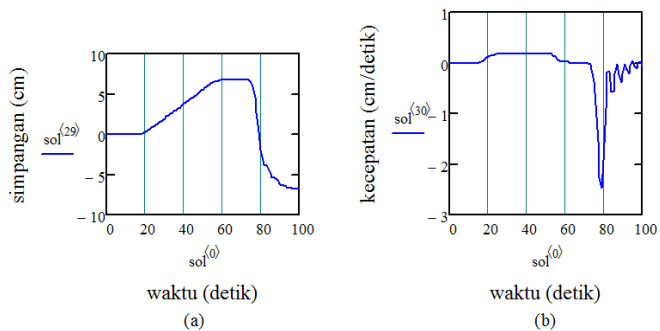 simpangan (cm)
sol⟨29⟩
10
5
0
− 5
− 10
0 20 40 60 80 100
sol⟨0⟩
waktu (detik)
(a)
kecepatan (cm/detik)
sol⟨30⟩
1
0
− 1
− 2
− 3
0 20 40 60 80 100
sol⟨0⟩
waktu (detik)
(b)